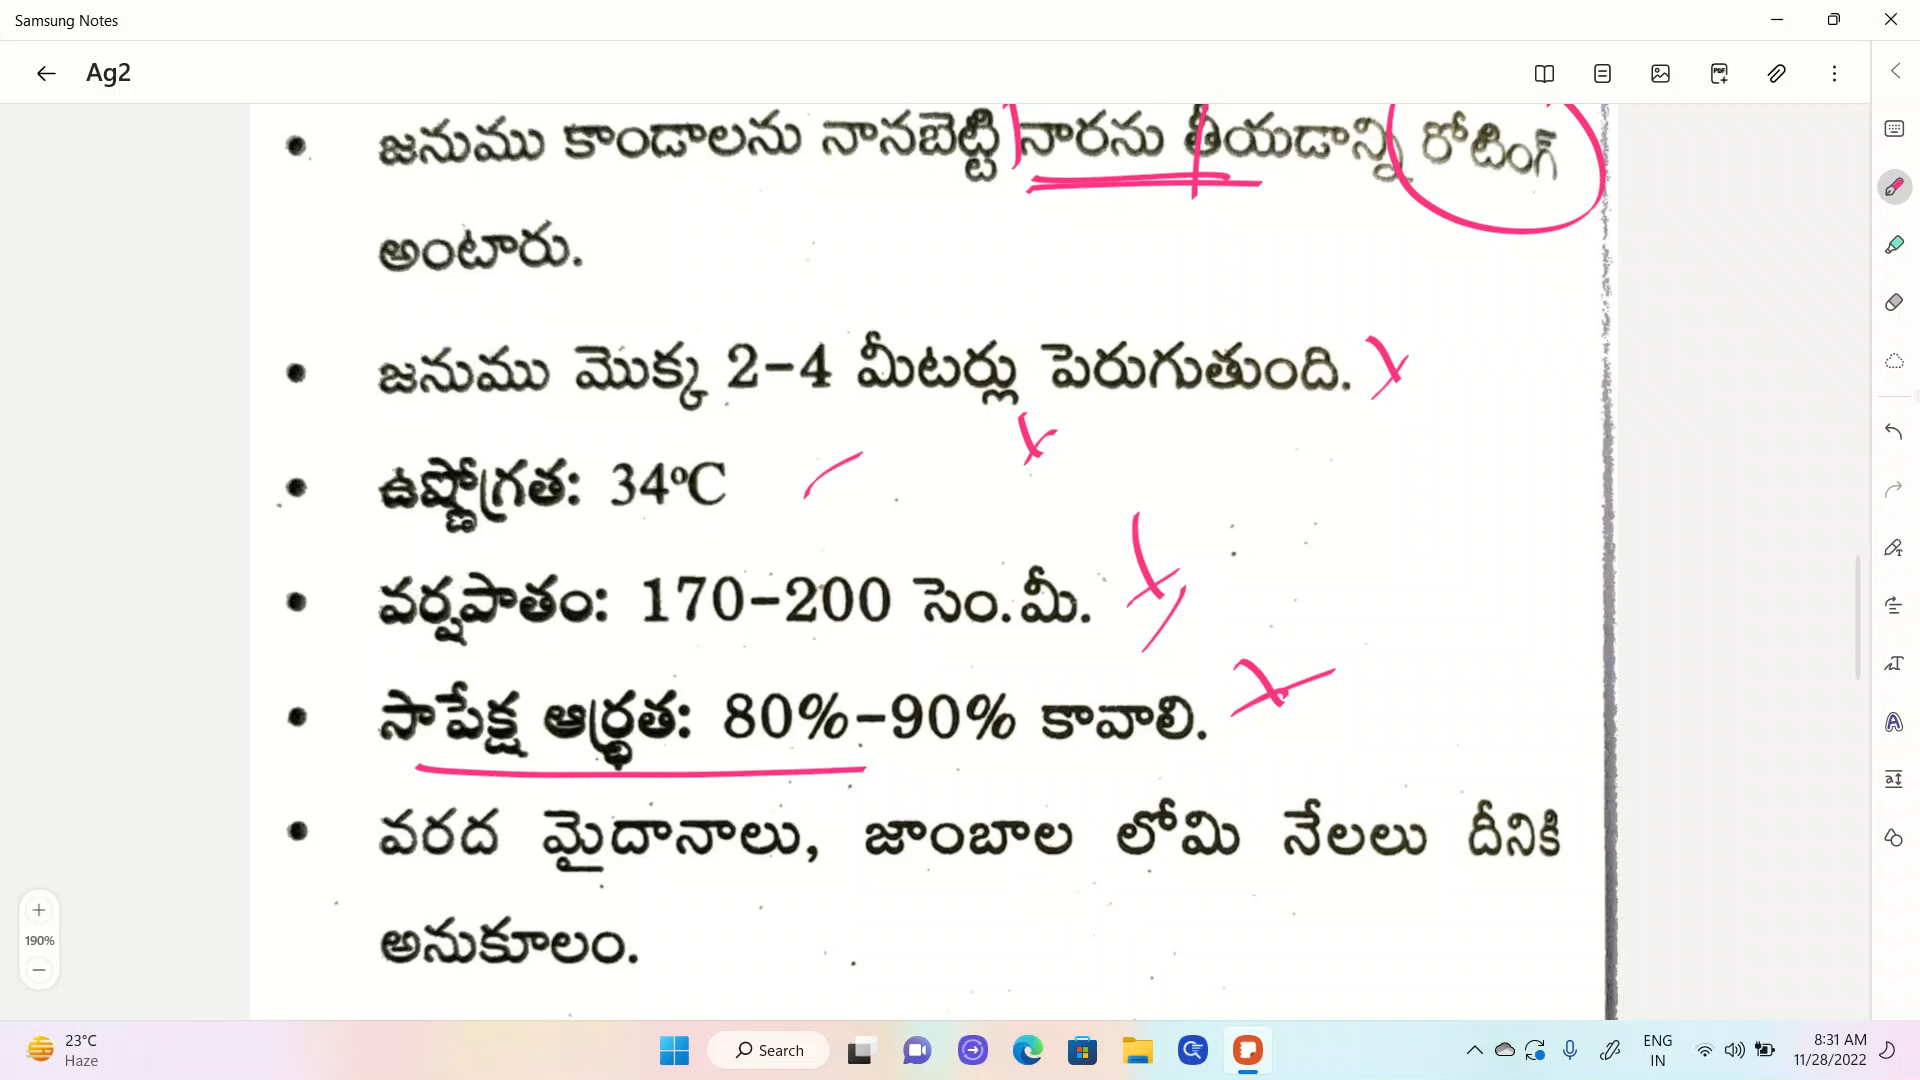 Samsung Notes
Ag2
జనుము కాండాలను నానబెట్టి నారను తీయడాన్ని రోటింగ్
అంటారు.
జనుము మొక్క 2-4 మీటర్లు పెరుగుతుంది.
ఉష్ణోగ్రత: 34°C
వర్షపాతం: 170-200 సెం.మీ.
సాపేక్ష ఆర్ధ్రత: 80%-90% కావాలి.
వరద మైదానాలు, జాంబాల లోమి నేలలు దీనికి
అనుకూలం.
190%
23°C
Haze
Search
ENG
IN
8:31 AM
11/28/2022